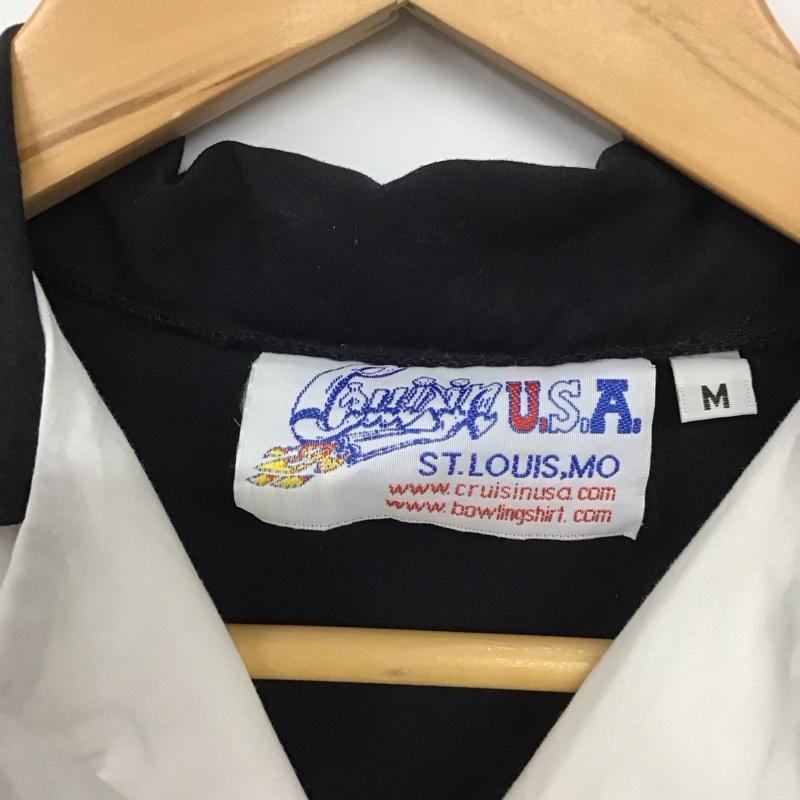 Cruisin U.S.A.
ST.LOUIS,MO
www.cruisinusa.com
www.bowlingshirt.com
M